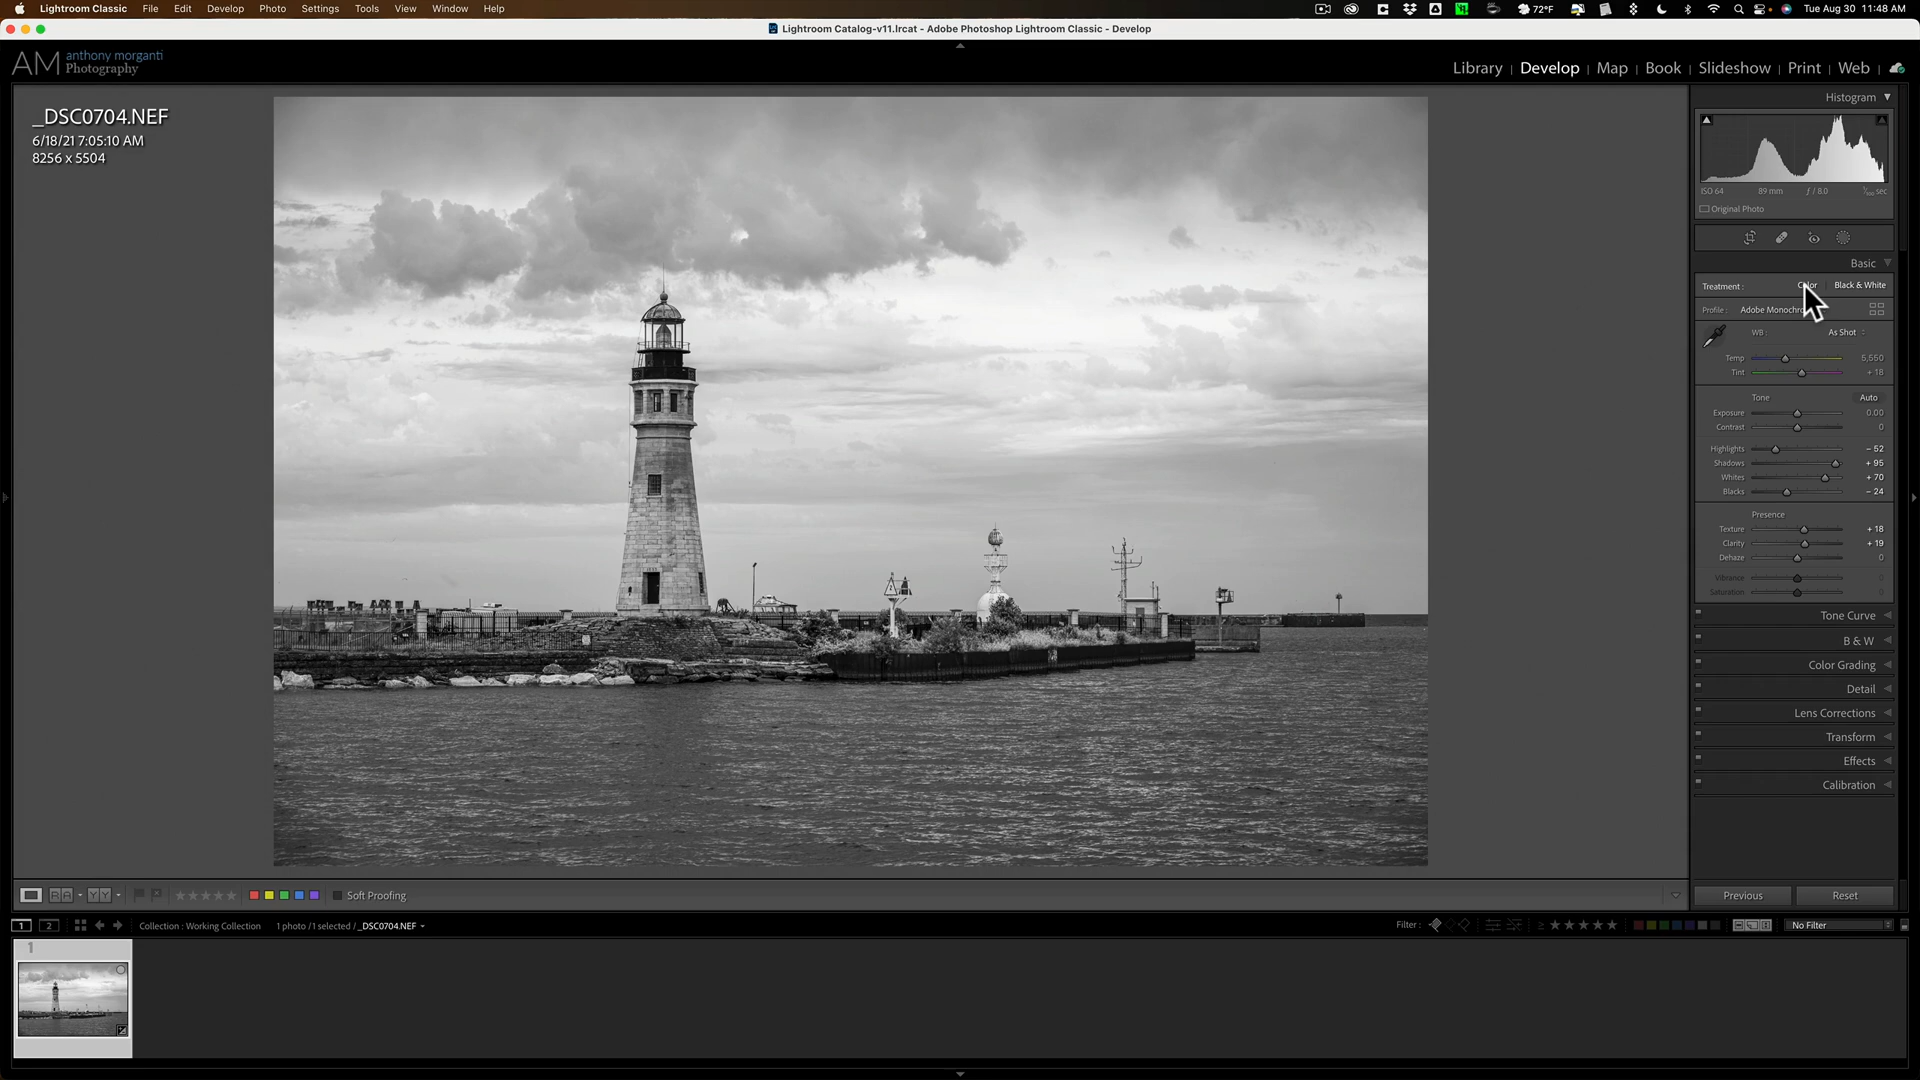 Lightroom Classic File Edit Develop Photo Settings Tools View Window Help
72°F Tue Aug 30 11:48 AM
Lightroom Catalog-v11.lrcat - Adobe Photoshop Lightroom Classic - Develop
AM anthony morganti
Photography
Library | Develop | Map | Book | Slideshow | Print | Web
_DSC0704.NEF
6/18/21 7:05:10 AM
8256 x 5504
Histogram
ISO 64 89 mm ƒ / 8.0 sec
Original Photo
Basic
Treatment : Color Black & White
Profile : Adobe Monochro
WB : As Shot
Temp 5,550
Tint + 18
Tone Auto
Exposure 0.00
Contrast 0
Highlights − 52
Shadows + 95
Whites + 70
Blacks − 24
Presence
Texture + 18
Clarity + 19
Dehaze 0
Vibrance 0
Saturation 0
Tone Curve
B & W
Color Grading
Detail
Lens Corrections
Transform
Effects
Calibration
Previous Reset
R A Y Y Soft Proofing
1 2 Collection : Working Collection 1 photo / 1 selected / _DSC0704.NEF Filter : No Filter
1